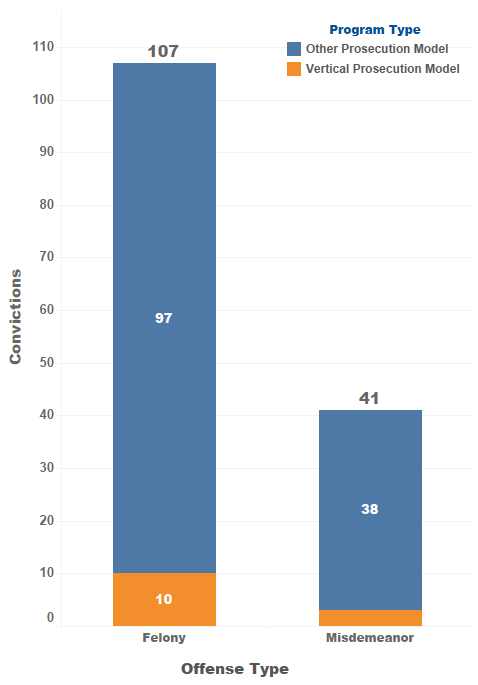 Program Type
Other Prosecution Model
Vertical Prosecution Model
110
100
90
80
70
60
50
40
30
20
10
0
Convictions
107
97
10
41
38
Felony
Misdemeanor
Offense Type